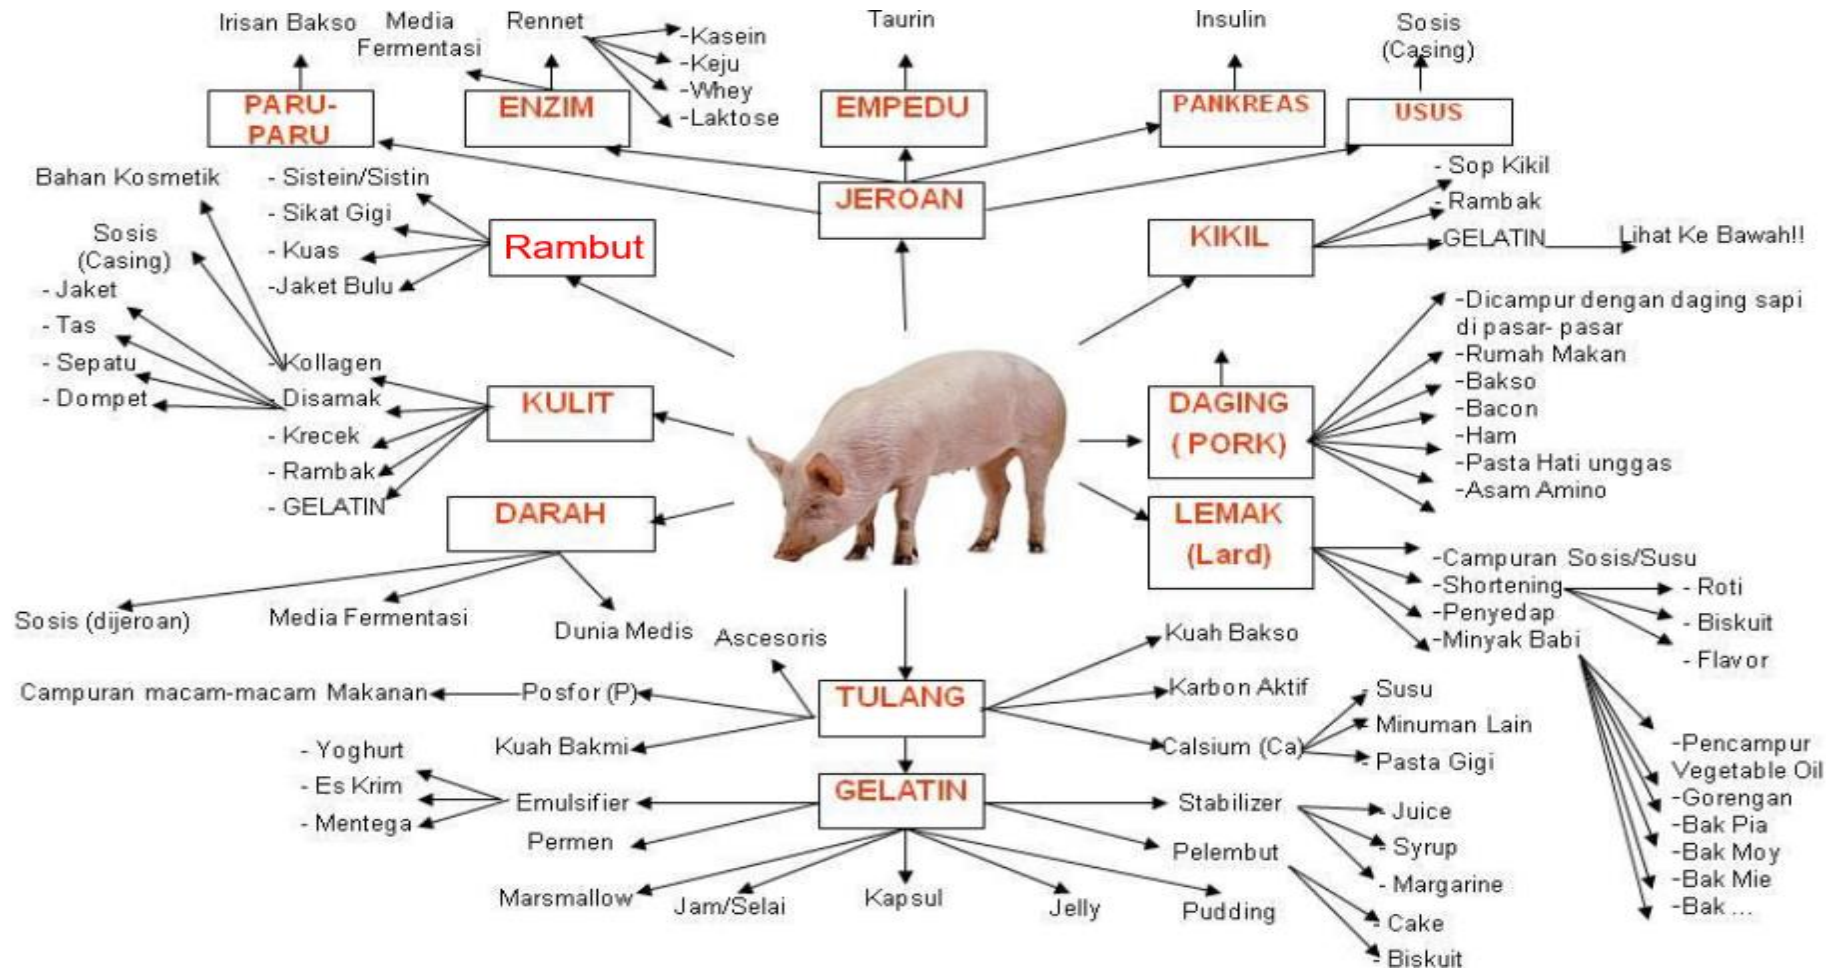 Irisan Bakso
Media
Fermentasi
Rennet
-Kasein
-Keju
-Whey
-Laktose
Taurin
Insulin
Sosis
(Casing)
PARU-
PARU
ENZIM
EMPEDU
PANKREAS
USUS
JEROAN
Bahan Kosmetik
Sosis
(Casing)
- Jaket
- Tas
- Sepatu
- Dompet
- Sistein/Sistin
- Sikat Gigi
- Kuas
-Jaket Bulu
Rambut
KIKIL
- Sop Kikil
- Rambak
-GELATIN
Lihat Ke Bawah!!
- Kollagen
- Disamak
- Krecek
- Rambak
- GELATIN
KULIT
DAGING
( PORK)
-Dicampur dengan daging sapi
di pasar- pasar
-Rumah Makan
-Bakso
-Bacon
-Ham
-Pasta Hati unggas
-Asam Amino
DARAH
Sosis (dijeroan)
Media Fermentasi
Dunia Medis
LEMAK
(Lard)
-Campuran Sosis/Susu
-Shortening
-Penyedap
-Minyak Babi
- Roti
- Biskuit
- Flavor
-Pencampur
Vegetable Oil
-Gorengan
-Bak Pia
-Bak Moy
-Bak Mie
-Bak ...
Ascesoris
Campuran macam-macam Makanan
Posfor (P)
Kuah Bakmi
TULANG
Kuah Bakso
Karbon Aktif
Calsium (Ca)
- Susu
- Minuman Lain
- Pasta Gigi
GELATIN
- Yoghurt
- Es Krim
- Mentega
Emulsifier
Permen
Marsmallow
Jam/Selai
Kapsul
Jelly
Pudding
Stabilizer
- Juice
- Syrup
- Margarine
Pelembut
- Cake
- Biskuit